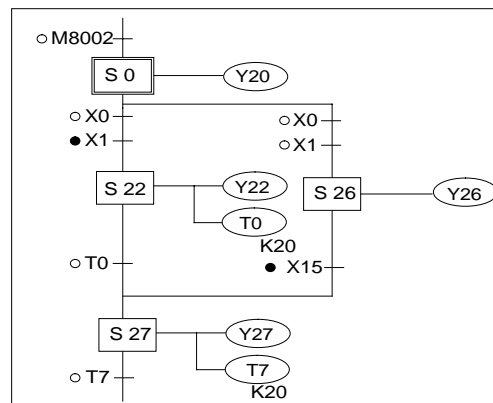 M8002
S 0 Y20
X0 X0
X1 X1
S 22 Y22 S 26 Y26
T0
K20
T0 X15
S 27 Y27
T7
T7 K20